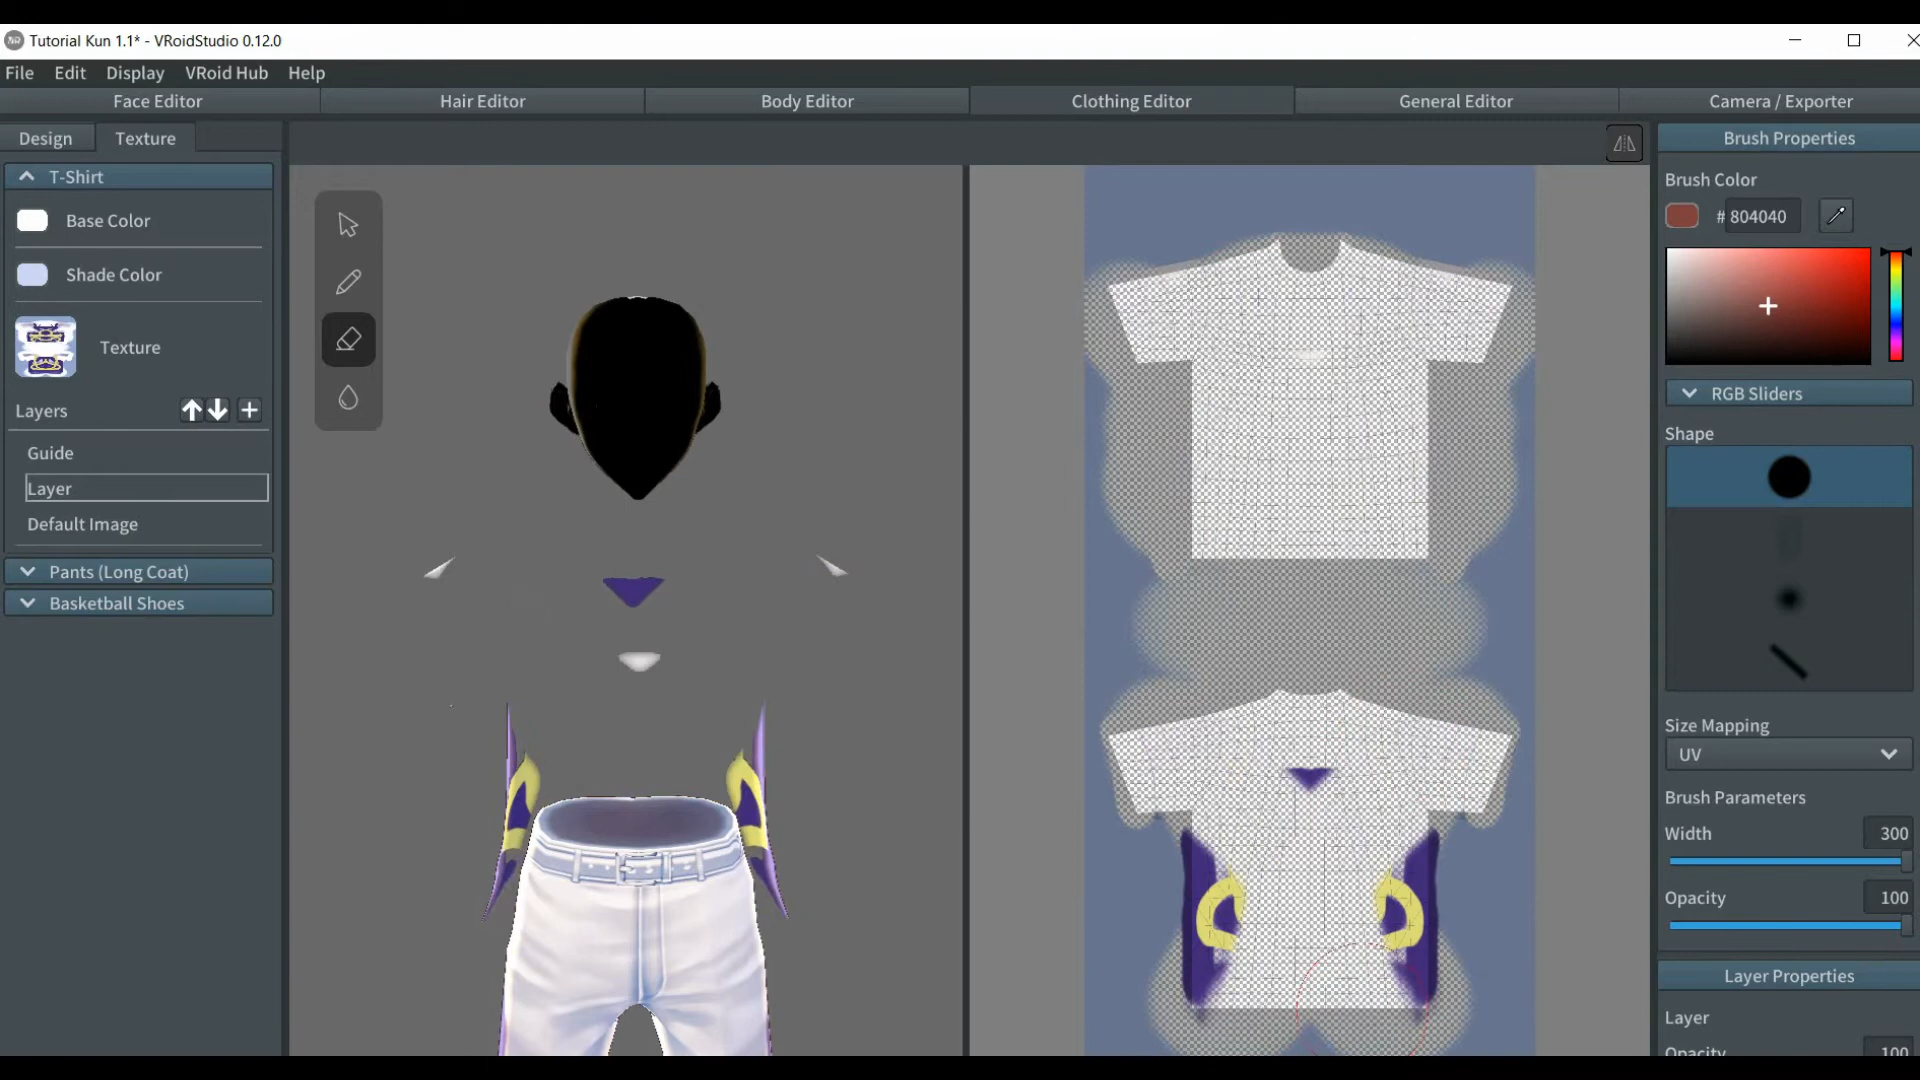 Tutorial Kun 1.1* - VRoidStudio 0.12.0
File Edit Display VRoid Hub Help
Face Editor Hair Editor Body Editor Clothing Editor General Editor Camera / Exporter
Design Texture
T-Shirt
Base Color
Shade Color
Texture
Layers
Guide
Layer
Default Image
Pants (Long Coat)
Basketball Shoes
Brush Properties
Brush Color
# 804040
RGB Sliders
Shape
Size Mapping
UV
Brush Parameters
Width 300
Opacity 100
Layer Properties
Layer
Opacity 100